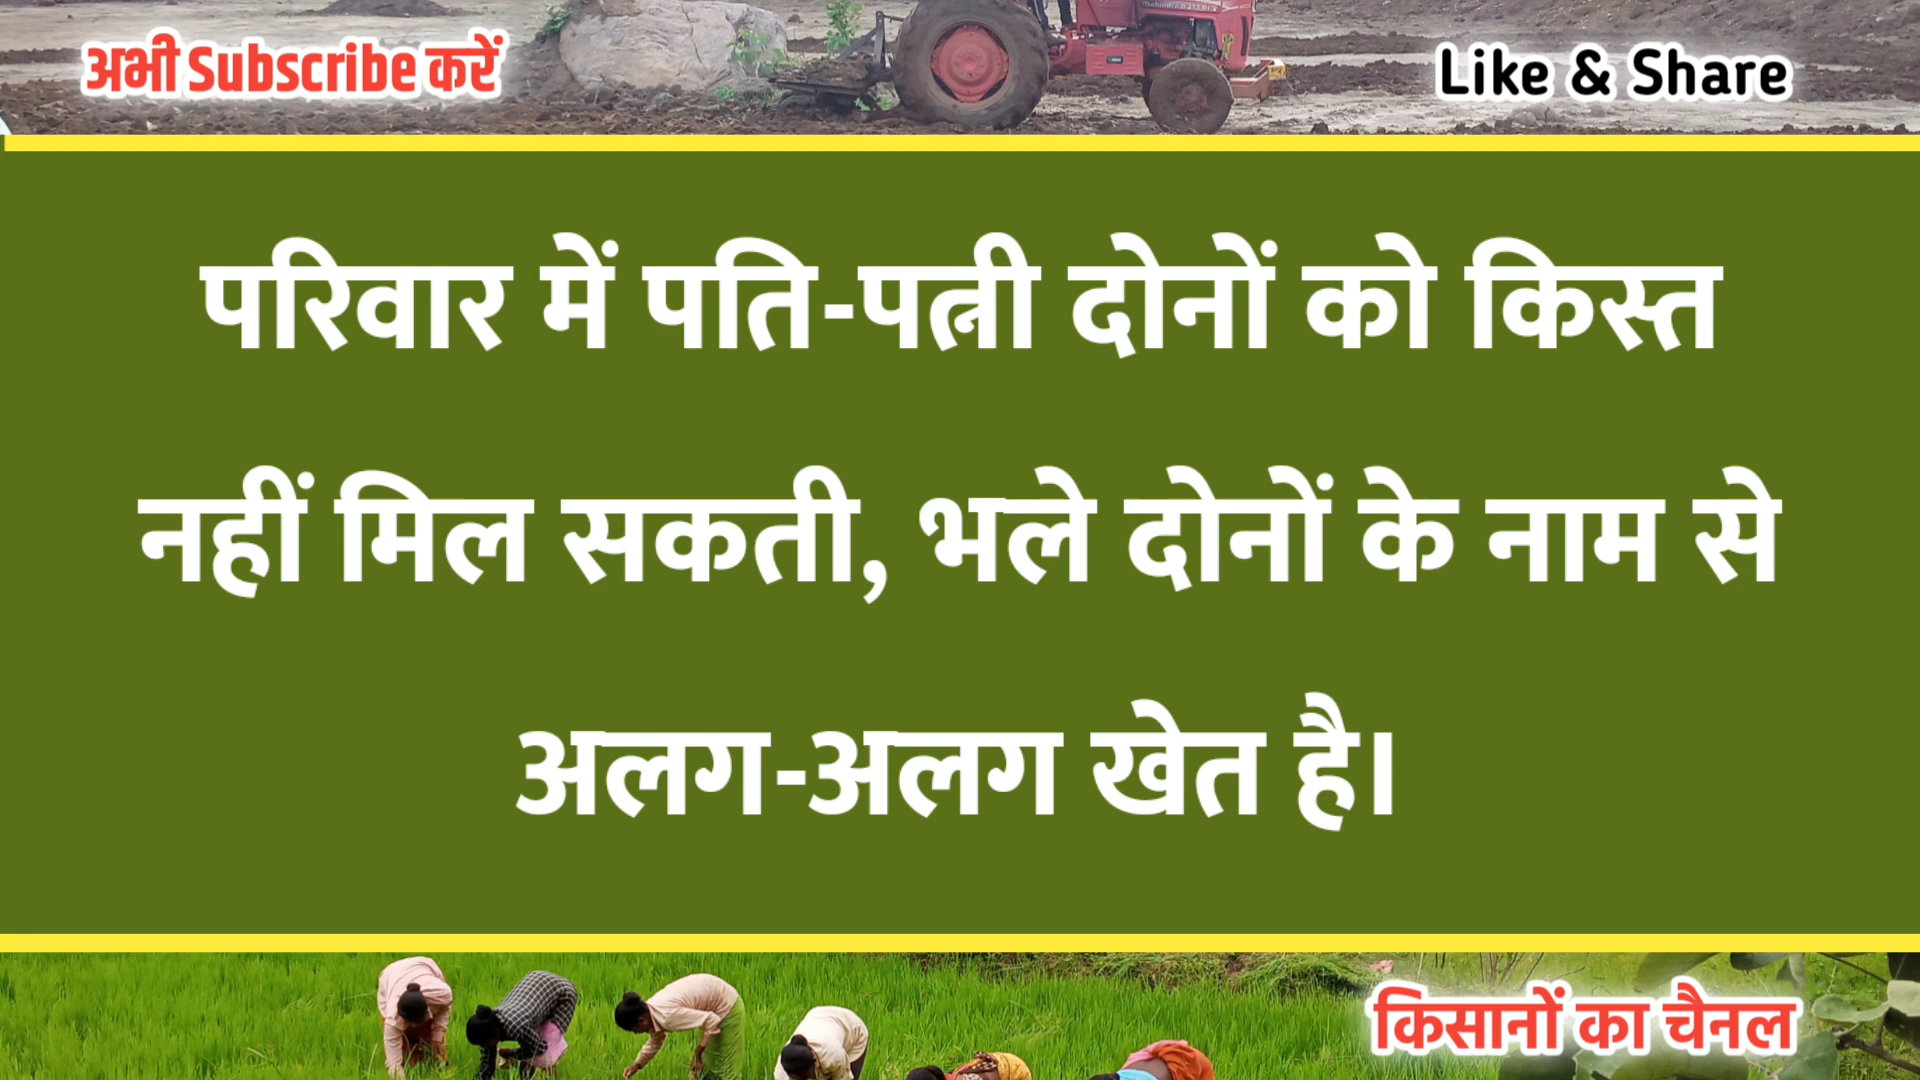 अभी Subscribe करें
Like & Share
परिवार में पति-पत्नी दोनों को किस्त
नहीं मिल सकती, भले दोनों के नाम से
अलग-अलग खेत है।
किसानों का चैनल